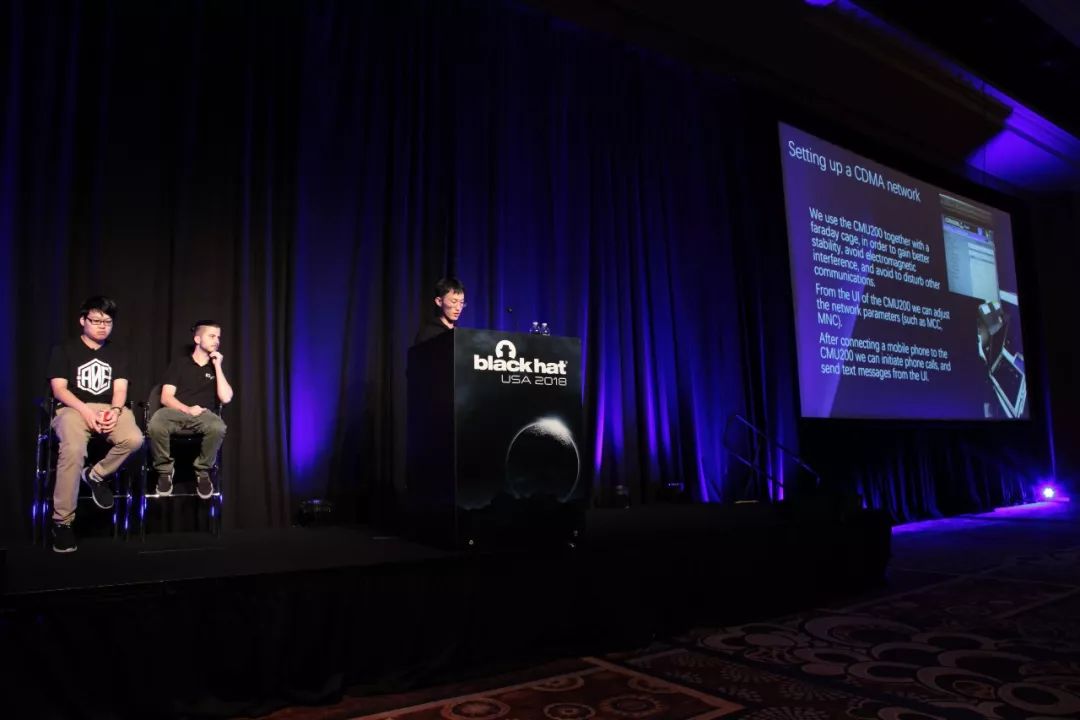 Setting up a CDMA network
We use the CMU200 together with a
faraday cage, in order to gain better
stability, avoid electromagnetic
interference, and avoid to disturb other
communications.
From the UI of the CMU200 we can adjust
the network parameters (such as MCC,
MNC).
After connecting a mobile phone to the
CMU200 we can initiate phone calls, and
send text messages from the UI.
black hat
USA 2018